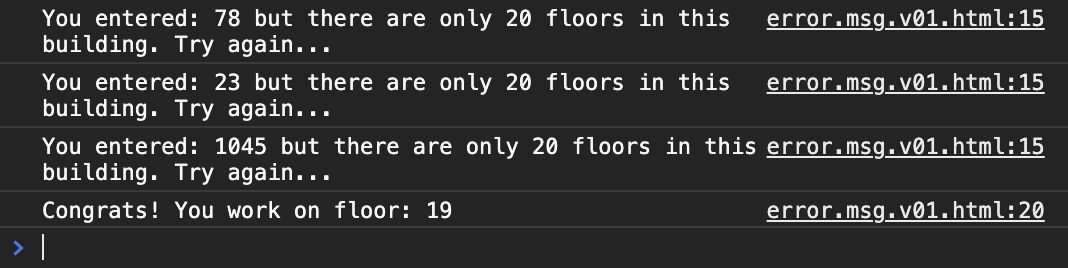 You entered: 78 but there are only 20 floors in this error.msg.v01.html:15
building. Try again...
You entered: 23 but there are only 20 floors in this error.msg.v01.html:15
building. Try again...
You entered: 1045 but there are only 20 floors in this error.msg.v01.html:15
building. Try again...
Congrats! You work on floor: 19 error.msg.v01.html:20
>